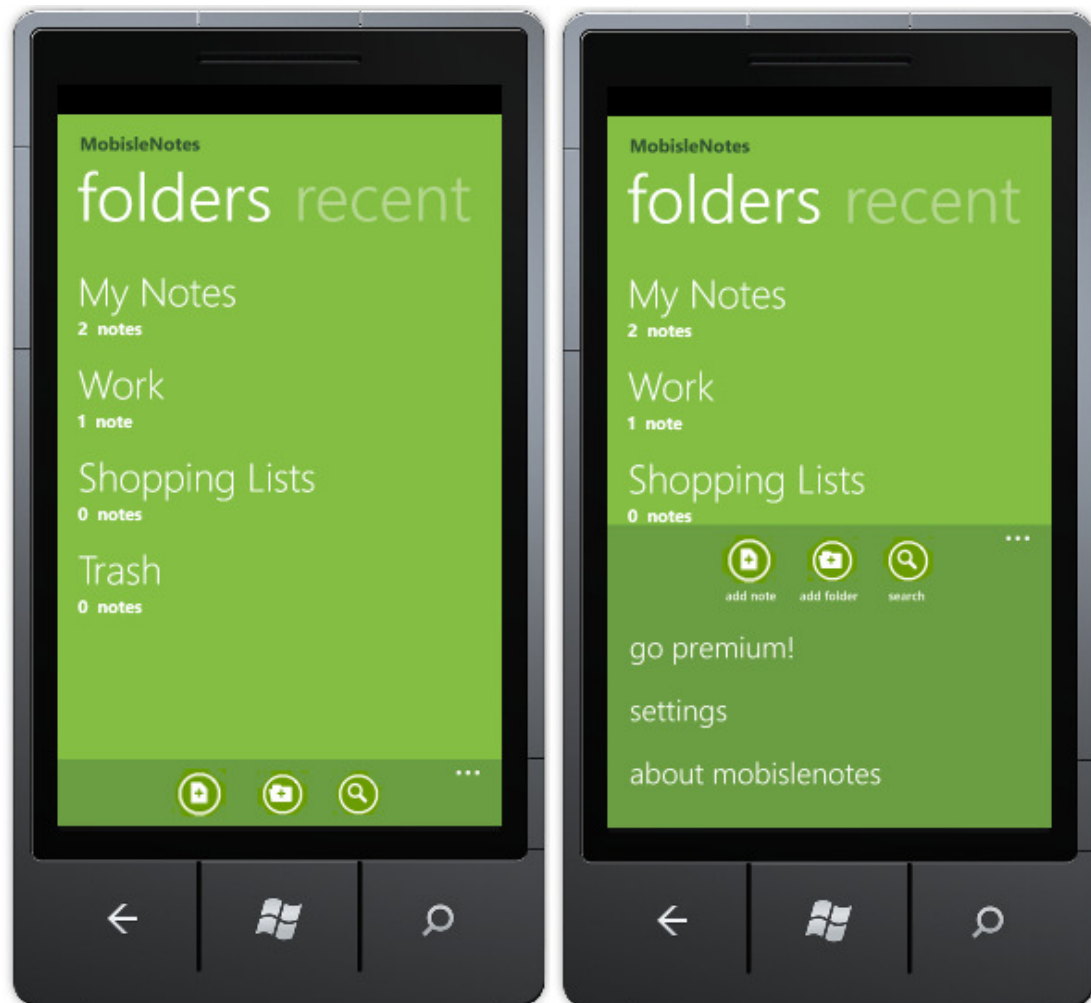 MobisleNotes
folders recent
My Notes
2 notes
Work
1 note
Shopping Lists
0 notes
Trash
0 notes
MobisleNotes
folders recent
My Notes
2 notes
Work
1 note
Shopping Lists
0 notes
add note add folder search
go premium!
settings
about mobislenotes